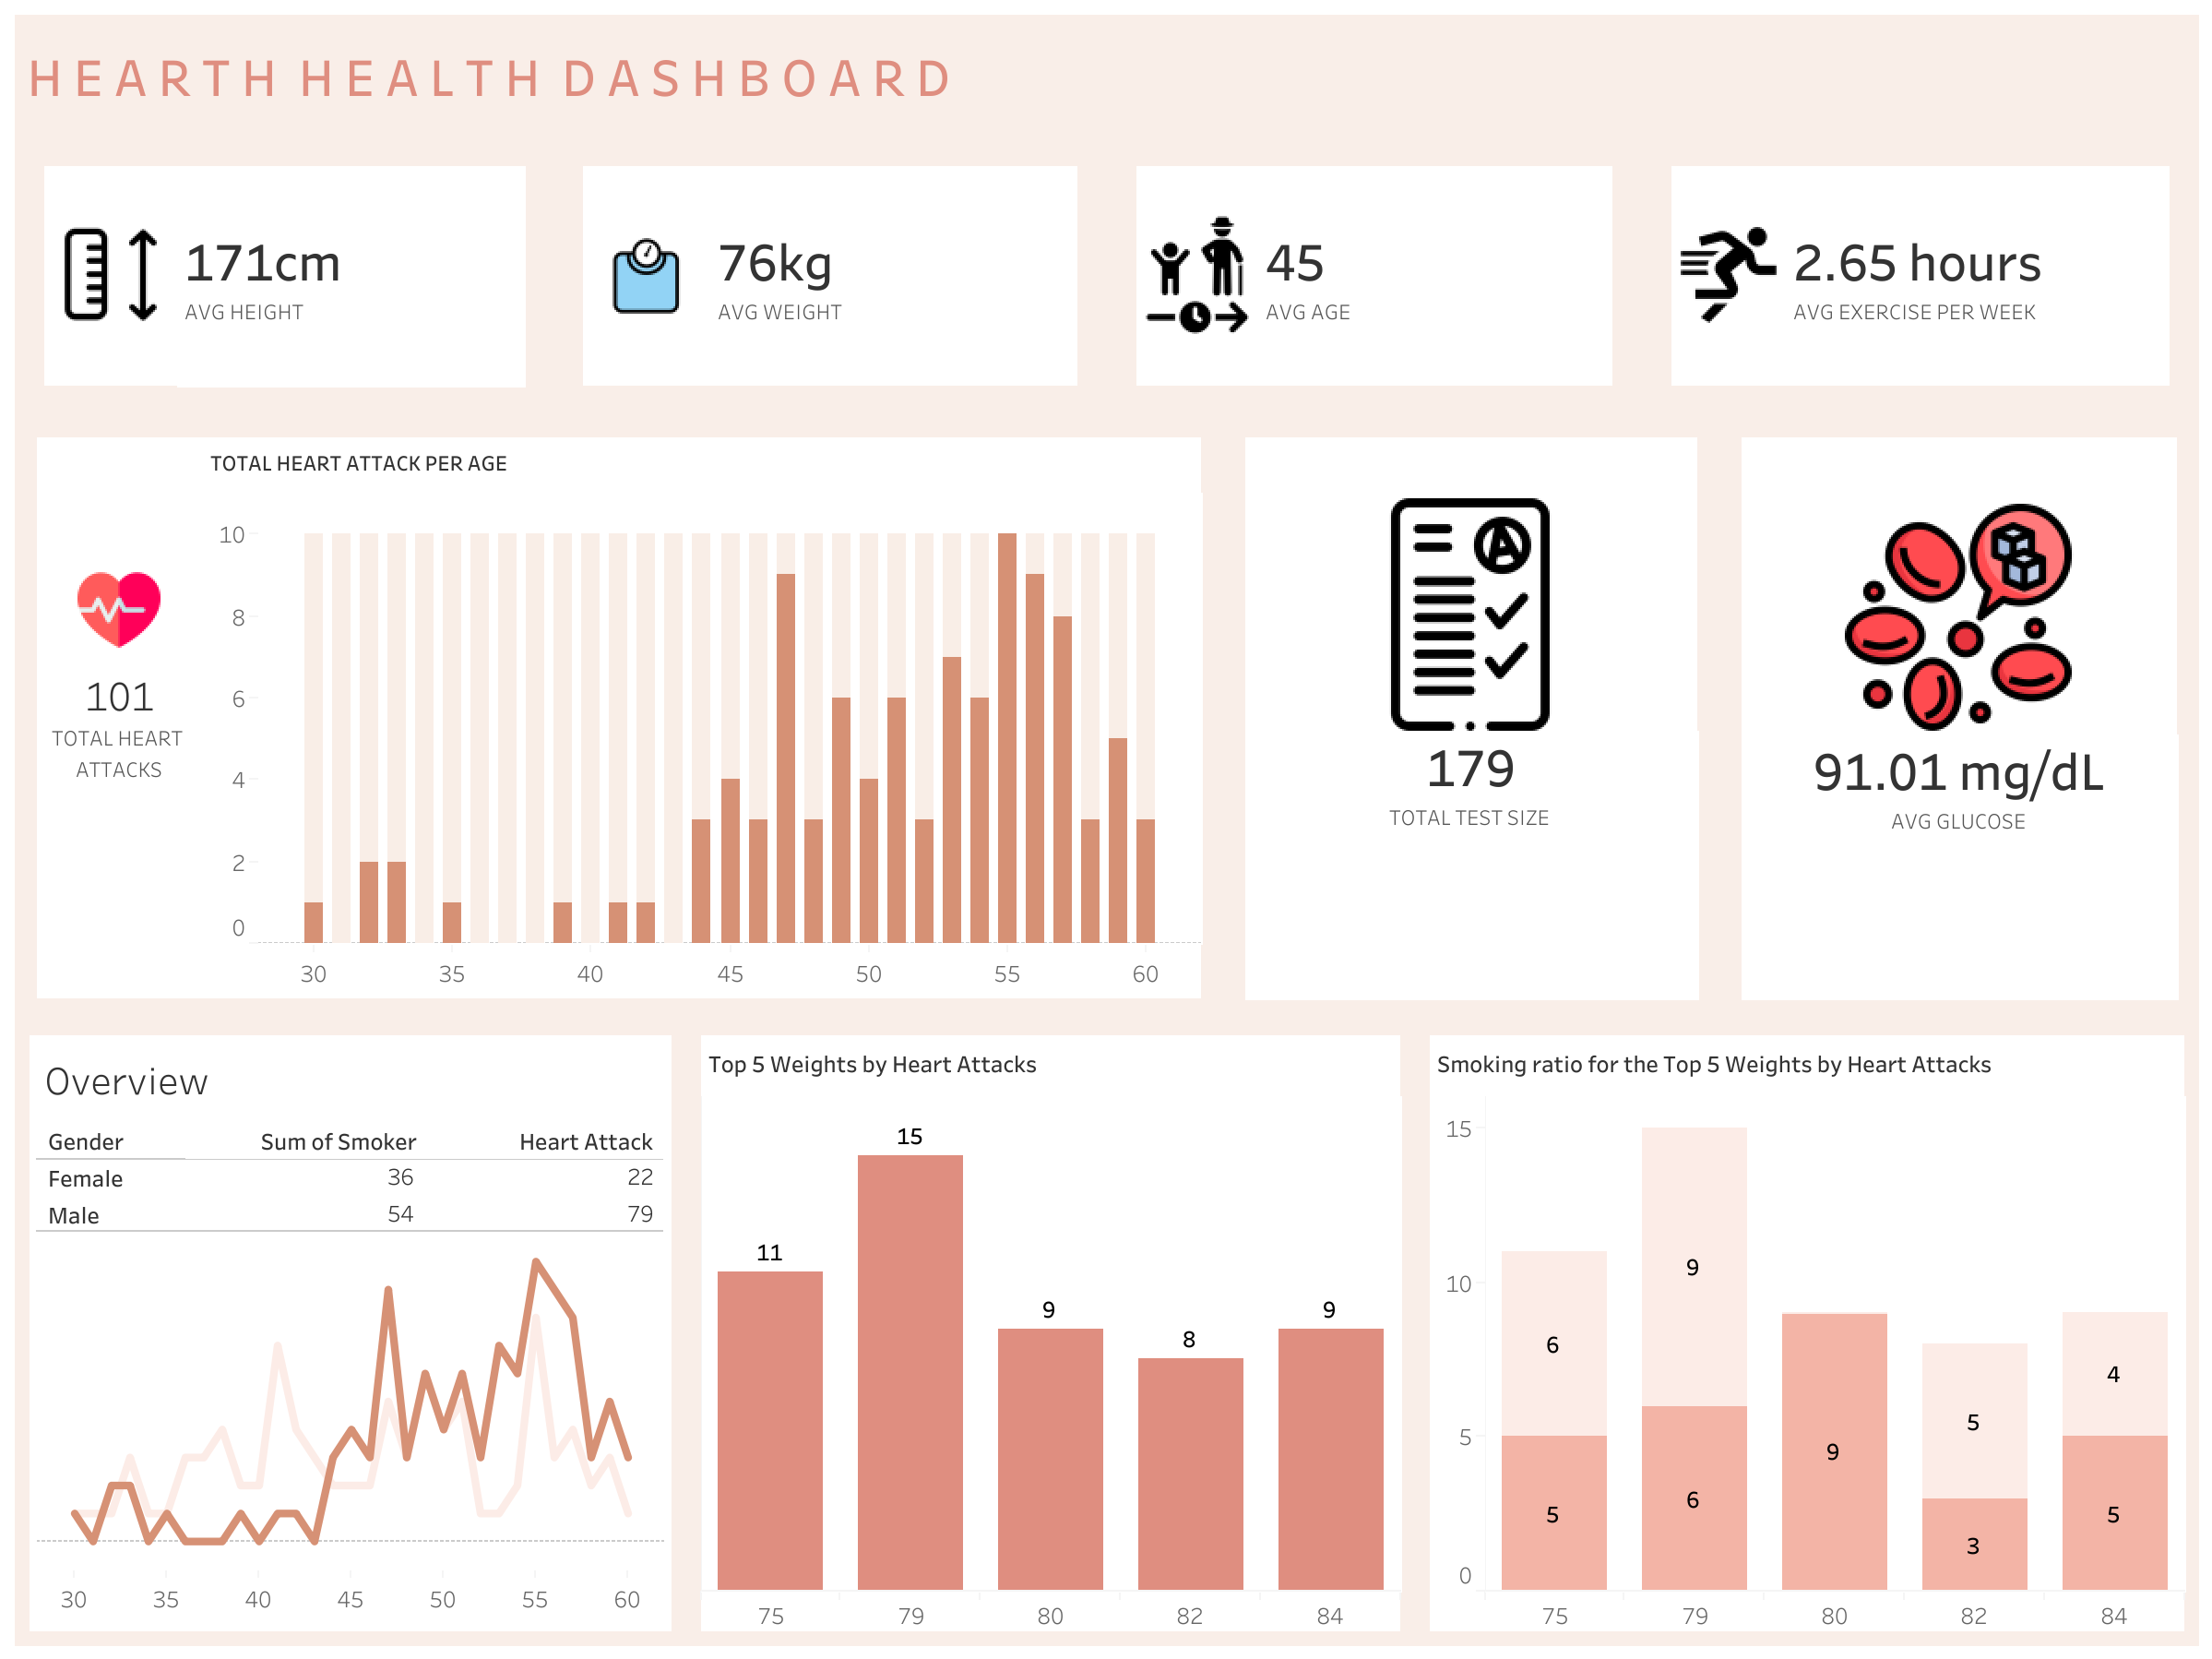 HEARTH HEALTH DASHBOARD
171cm
AVG HEIGHT
76kg
AVG WEIGHT
45
AVG AGE
2.65 hours
AVG EXERCISE PER WEEK
TOTAL HEART ATTACK PER AGE
101
TOTAL HEART
ATTACKS
10
8
6
4
2
0
30 35 40 45 50 55 60
A
179
TOTAL TEST SIZE
91.01 mg/dL
AVG GLUCOSE
Overview
Gender Sum of Smoker Heart Attack
Female 36 22
Male 54 79
30 35 40 45 50 55 60
Top 5 Weights by Heart Attacks
11 15 9 8 9
75 79 80 82 84
Smoking ratio for the Top 5 Weights by Heart Attacks
15
10
5
0
6 9 5 4
5 6 9 3 5
75 79 80 82 84